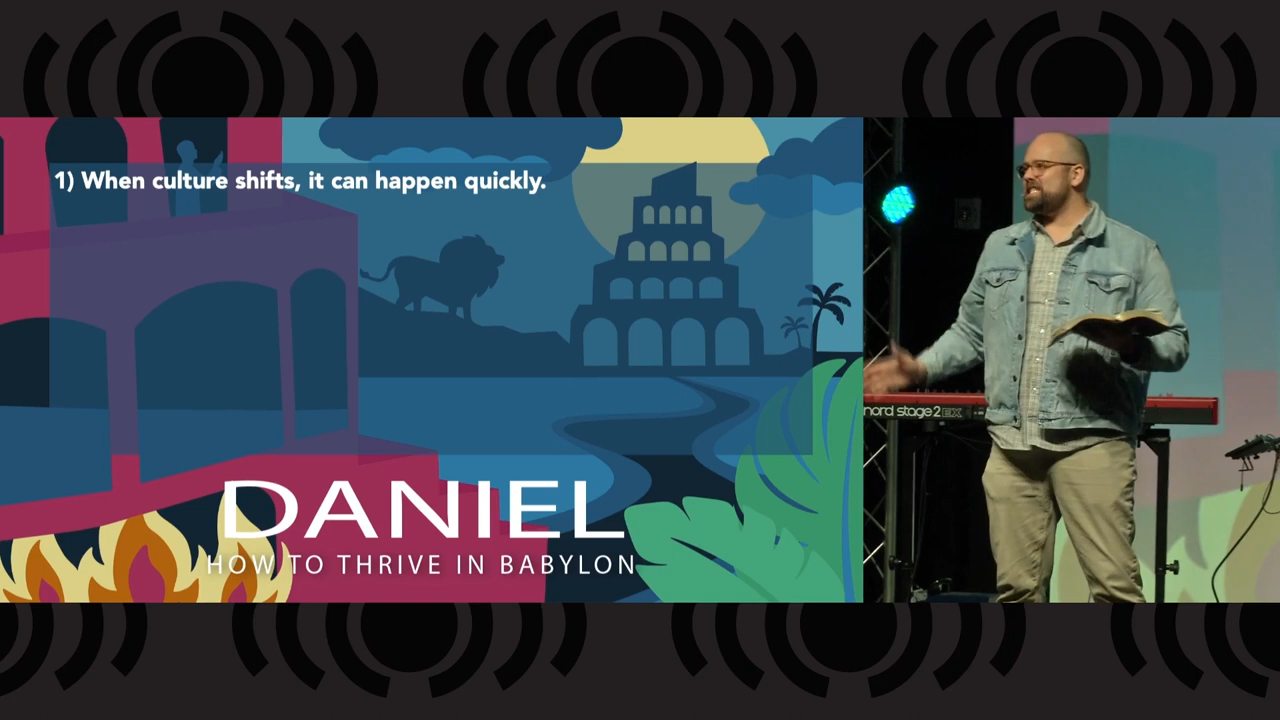 1) When culture shifts, it can happen quickly.
DANIEL
HOW TO THRIVE IN BABYLON
nord stage 2 EX